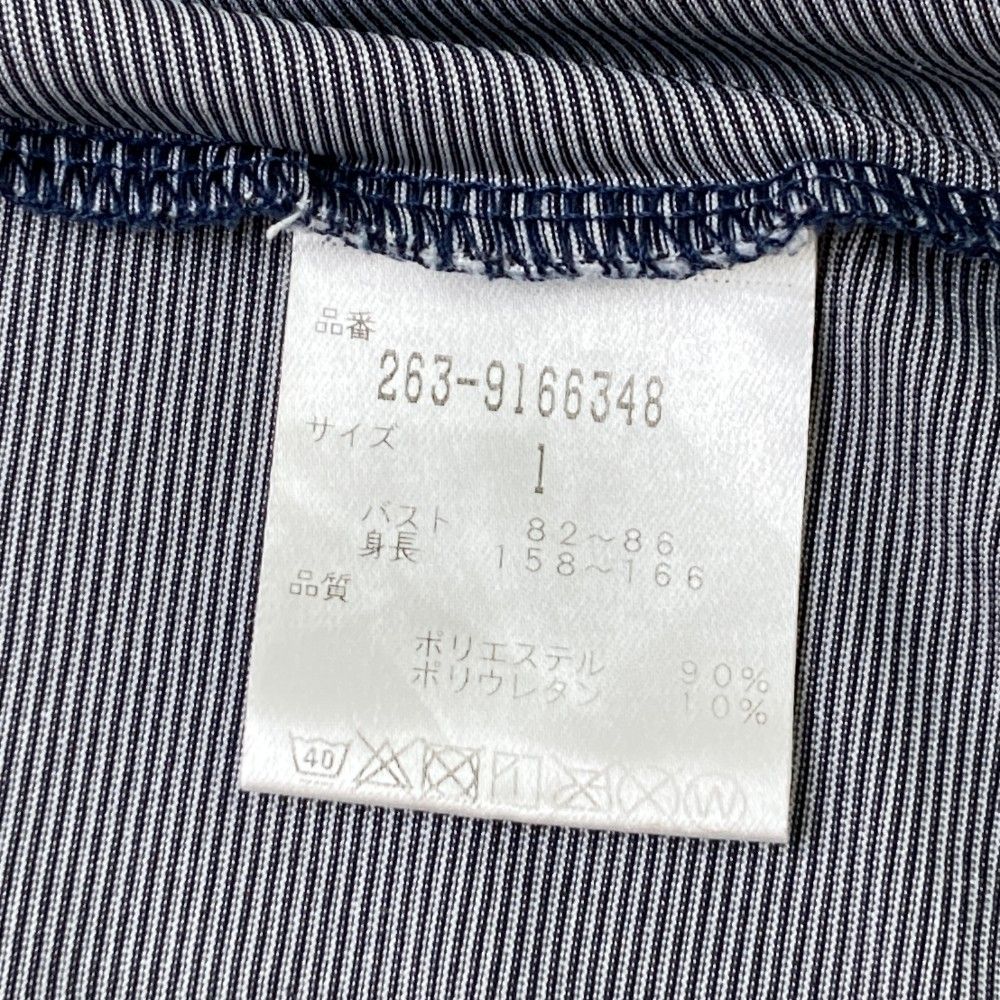 品番
263-9166348
サイズ
1
バスト 82～86
身長 158～166
品質
ポリエステル 90%
ポリウレタン 10%
40 W